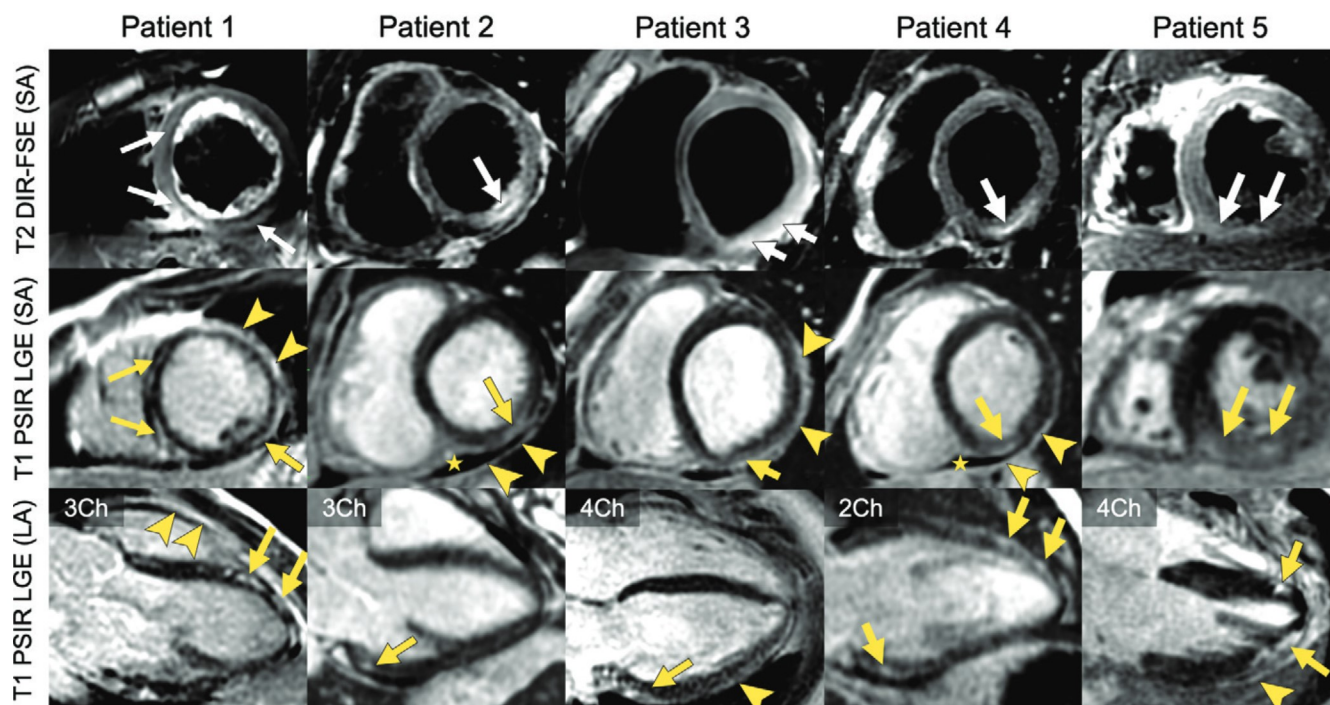 Patient 1 Patient 2 Patient 3 Patient 4 Patient 5
T2 DIR-FSE (SA)
T1 PSIR LGE (SA)
T1 PSIR LGE (LA)
3Ch 3Ch 4Ch 2Ch 4Ch